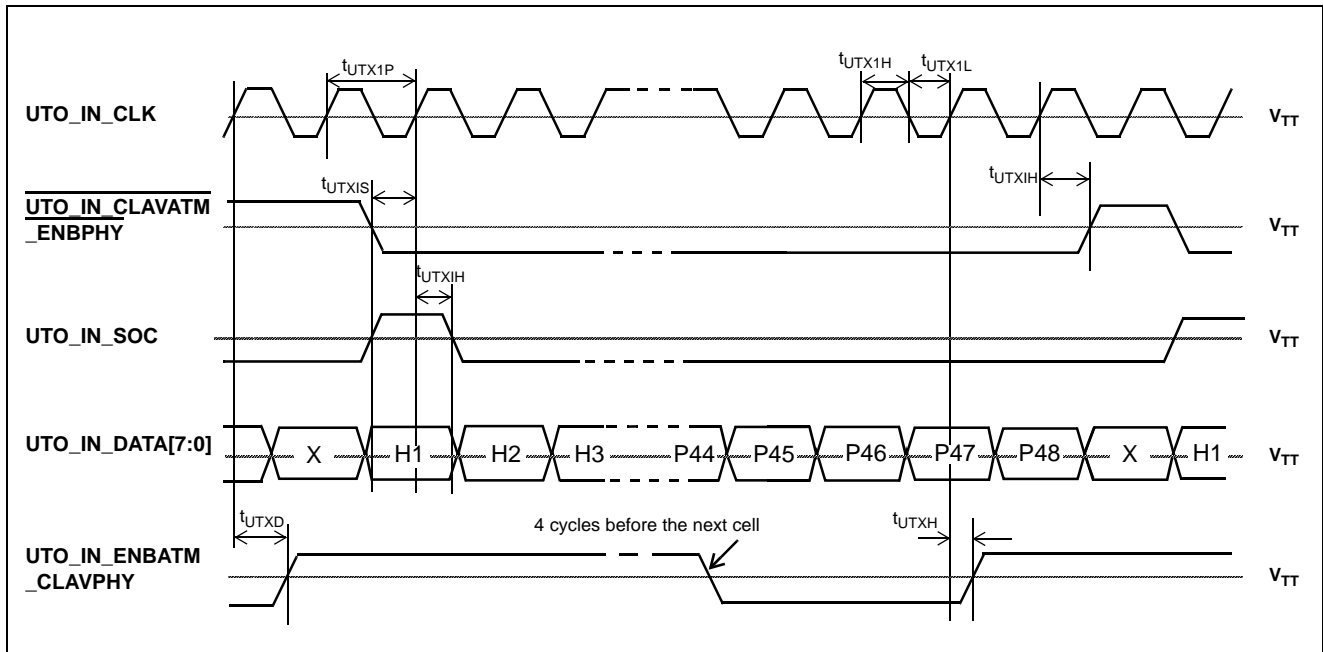 tUTX1P
tUTX1H
tUTX1L
UTO_IN_CLK
VTT
tUTXIS
tUTXIH
UTO_IN_CLAVATM
_ENBPHY
VTT
tUTXIH
UTO_IN_SOC
VTT
UTO_IN_DATA[7:0]
X
H1
H2
H3
P44
P45
P46
P47
P48
X
H1
VTT
tUTXD
4 cycles before the next cell
tUTXH
UTO_IN_ENBATM
_CLAVPHY
VTT